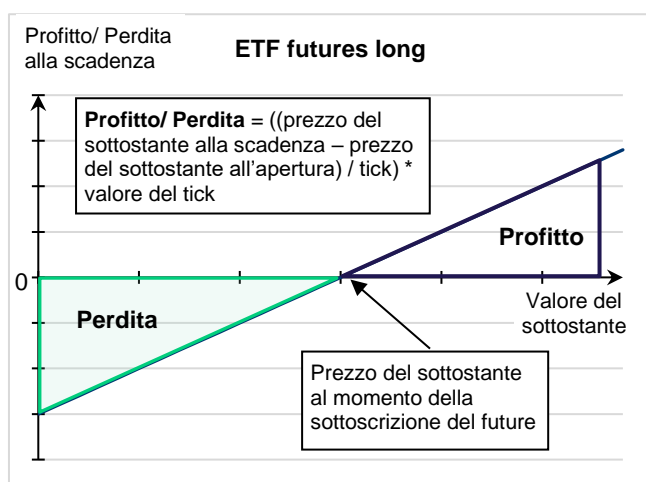 Profitto/ Perdita
alla scadenza
ETF futures long
Profitto/ Perdita = ((prezzo del
sottostante alla scadenza – prezzo
del sottostante all'apertura) / tick) *
valore del tick
Profitto
0
Valore del
sottostante
Perdita
Prezzo del sottostante
al momento della
sottoscrizione del future